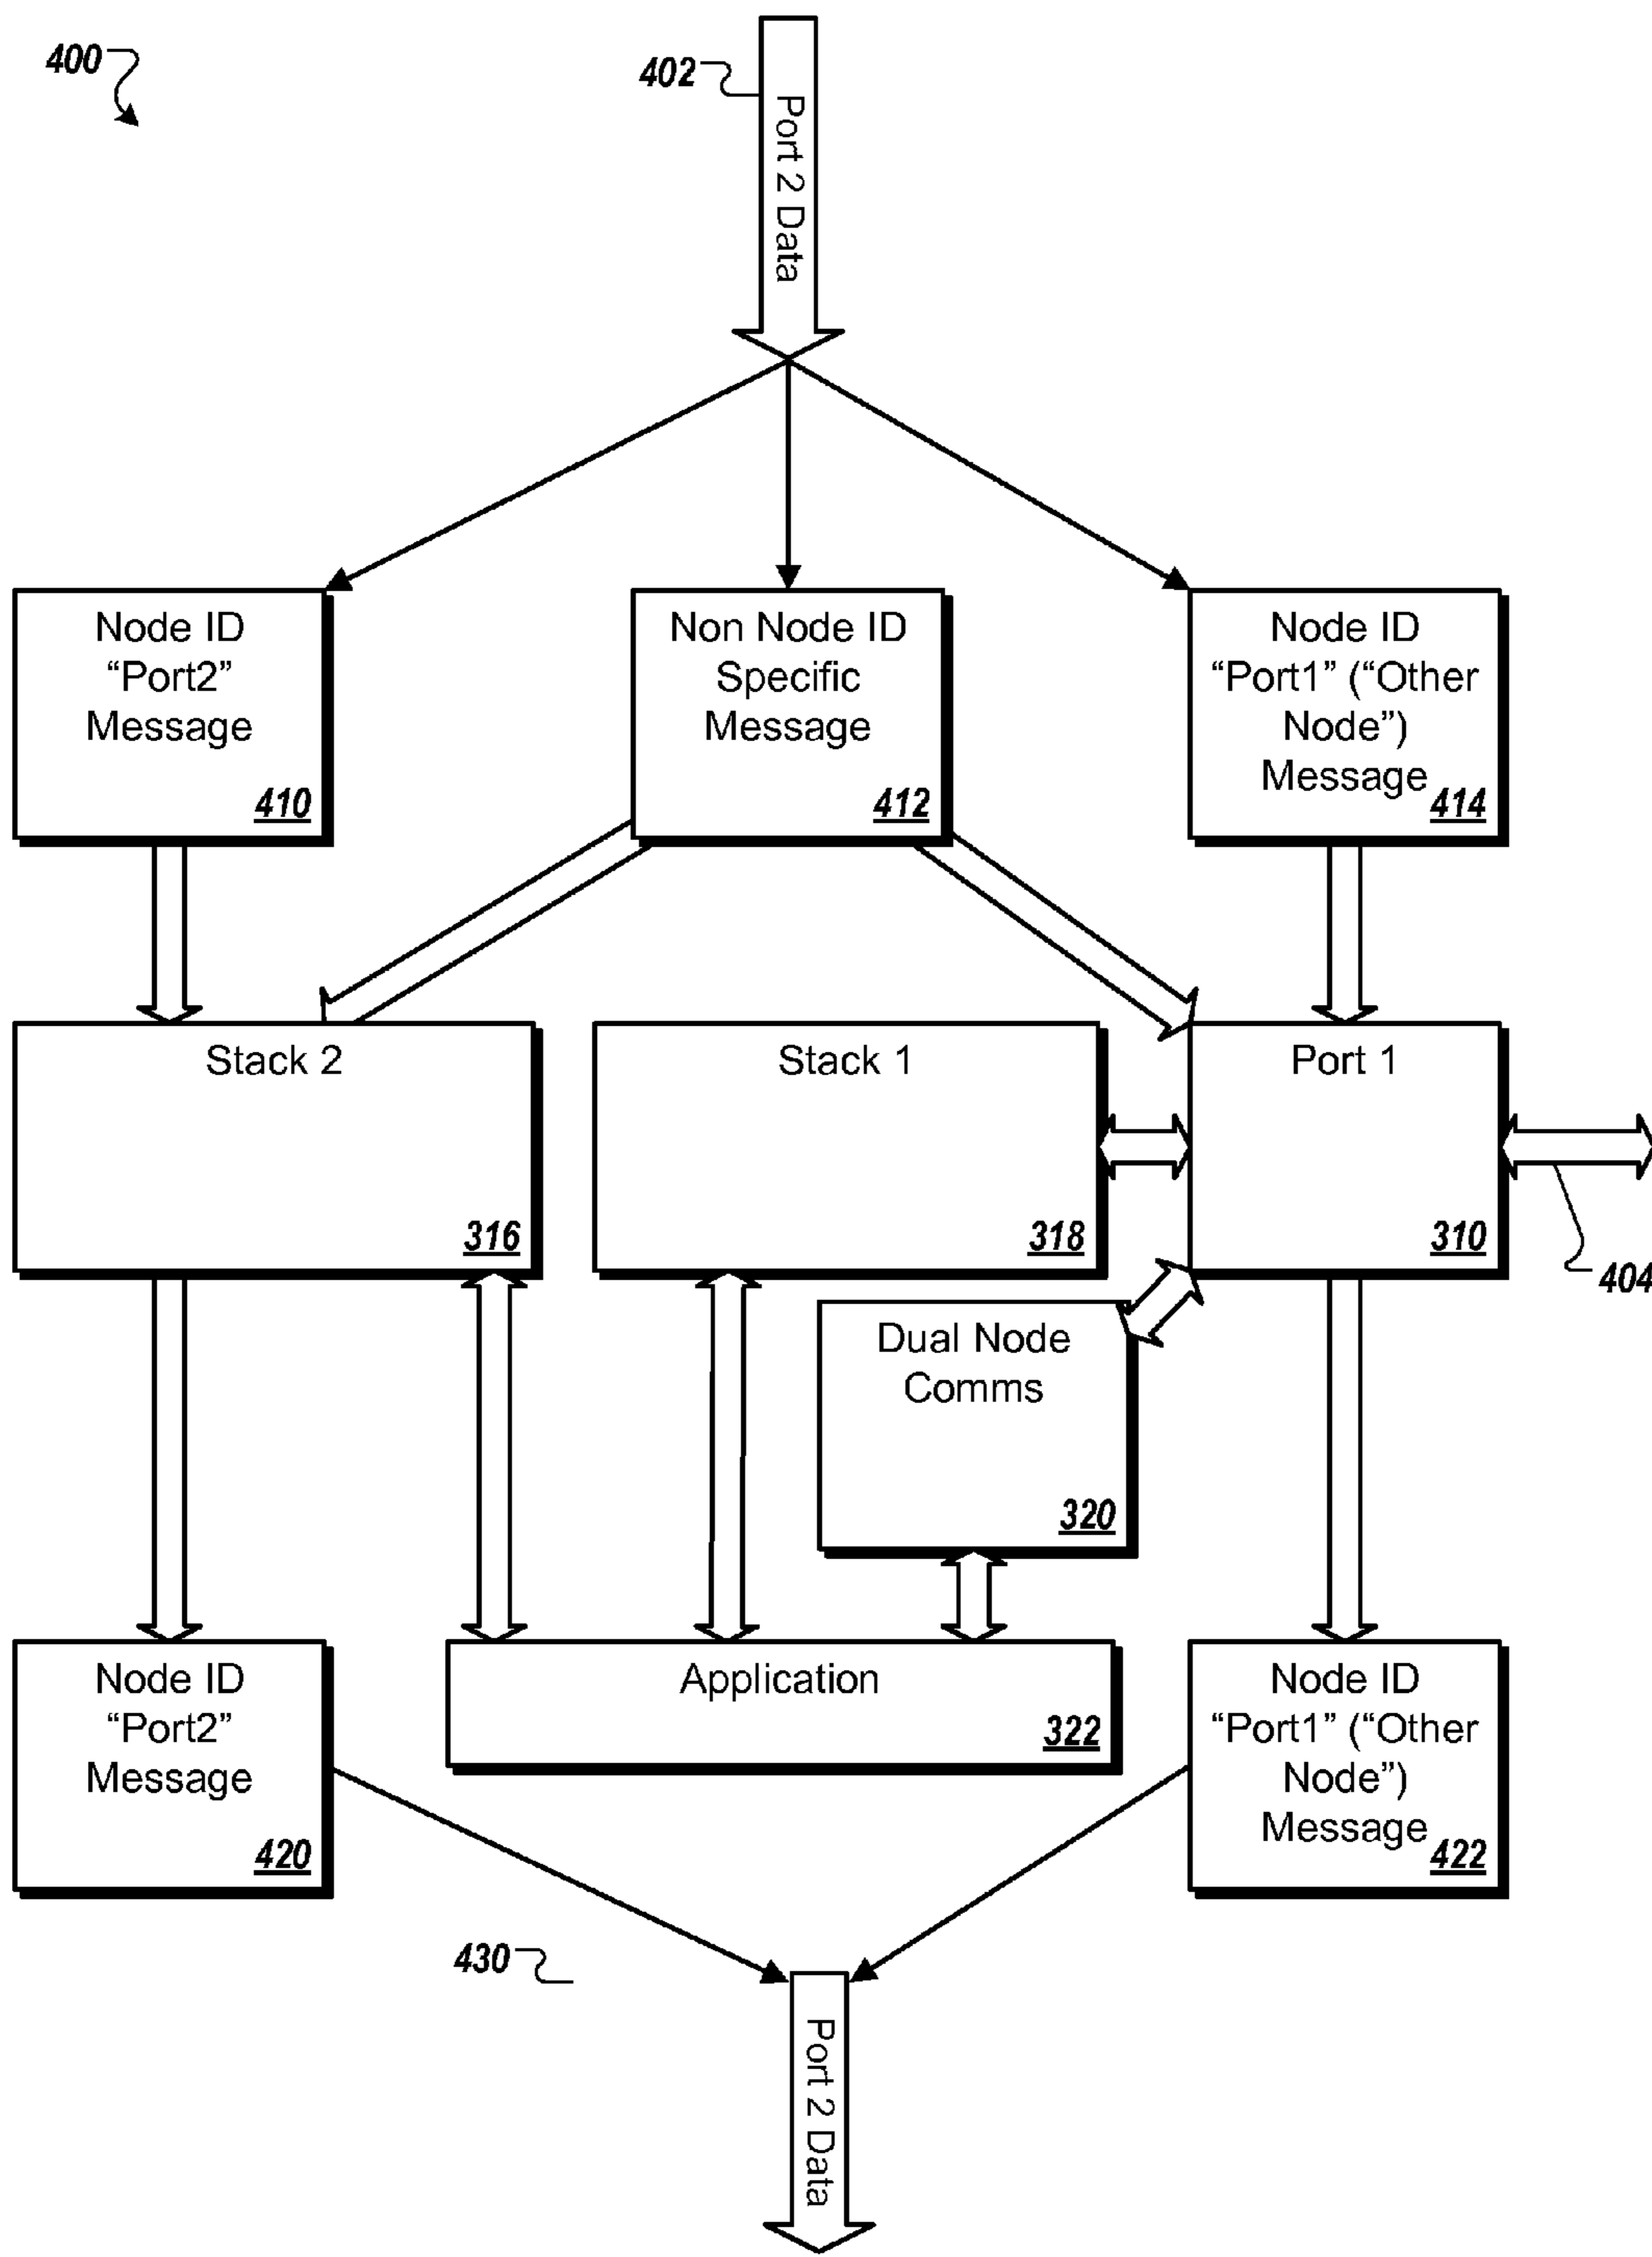 400
402
Port 2 Data
Node ID
“Port2”
Message
410
Non Node ID
Specific
Message
412
Node ID
“Port1” (“Other
Node”)
Message
414
Stack 2
316
Stack 1
318
Port 1
310
404
Dual Node
Comms
320
Node ID
“Port2”
Message
420
Application
322
Node ID
“Port1” (“Other
Node”)
Message
422
430
Port 2 Data